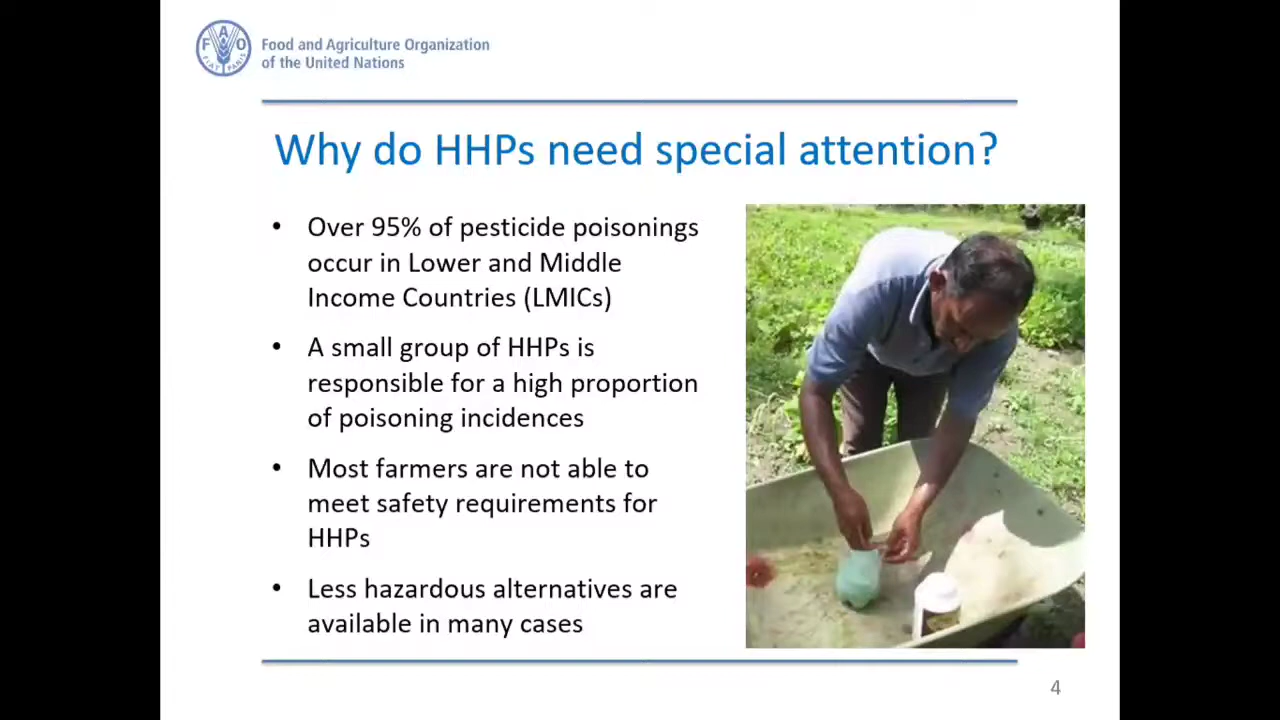 FAO
FIAT PANIS
Food and Agriculture Organization
of the United Nations
Why do HHPs need special attention?
• Over 95% of pesticide poisonings
occur in Lower and Middle
Income Countries (LMICs)
• A small group of HHPs is
responsible for a high proportion
of poisoning incidences
• Most farmers are not able to
meet safety requirements for
HHPs
• Less hazardous alternatives are
available in many cases
4